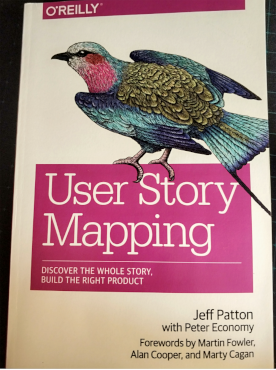 O'REILLY®
User Story
Mapping
DISCOVER THE WHOLE STORY,
BUILD THE RIGHT PRODUCT
Jeff Patton
with Peter Economy
Forewords by Martin Fowler,
Alan Cooper, and Marty Cagan